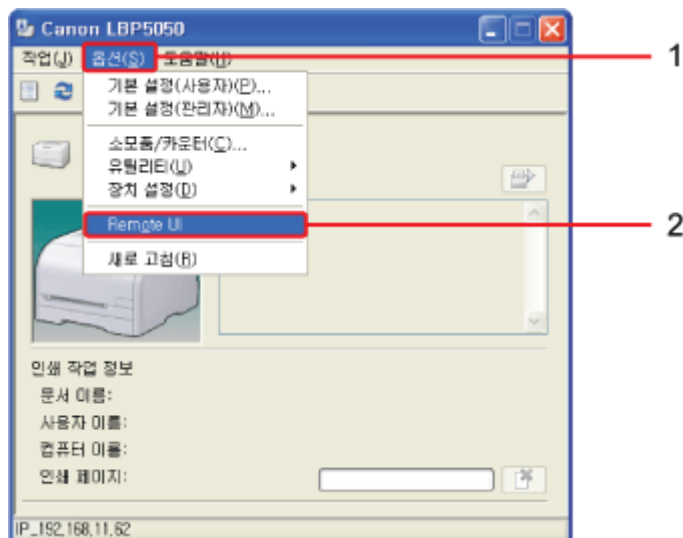 Canon LBP5050
작업(J) 옵션(S) 도움말(H)
1
기본 설정(사용자)(P)...
기본 설정(관리자)(M)...
소모품/카운터(C)...
유틸리티(U)
장치 설정(D)
Remote UI
2
새로 고침(R)
인쇄 작업 정보
문서 이름:
사용자 이름:
컴퓨터 이름:
인쇄 페이지:
IP_192,168,11,62